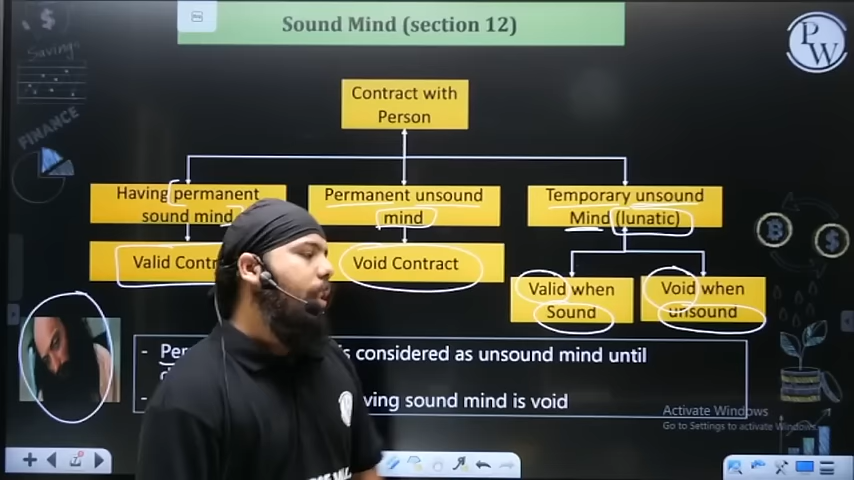 Sound Mind (section 12)
P
W
$
Savings
FINANCE
Contract with
Person
Having permanent
sound mind
Permanent unsound
mind
Temporary unsound
Mind (lunatic)
Valid Contr
Void Contract
Valid when
Sound
Void when
unsound
B
$
- Per s considered as unsound mind until
- ving sound mind is void
Activate Windows
Go to Settings to activate Windows.